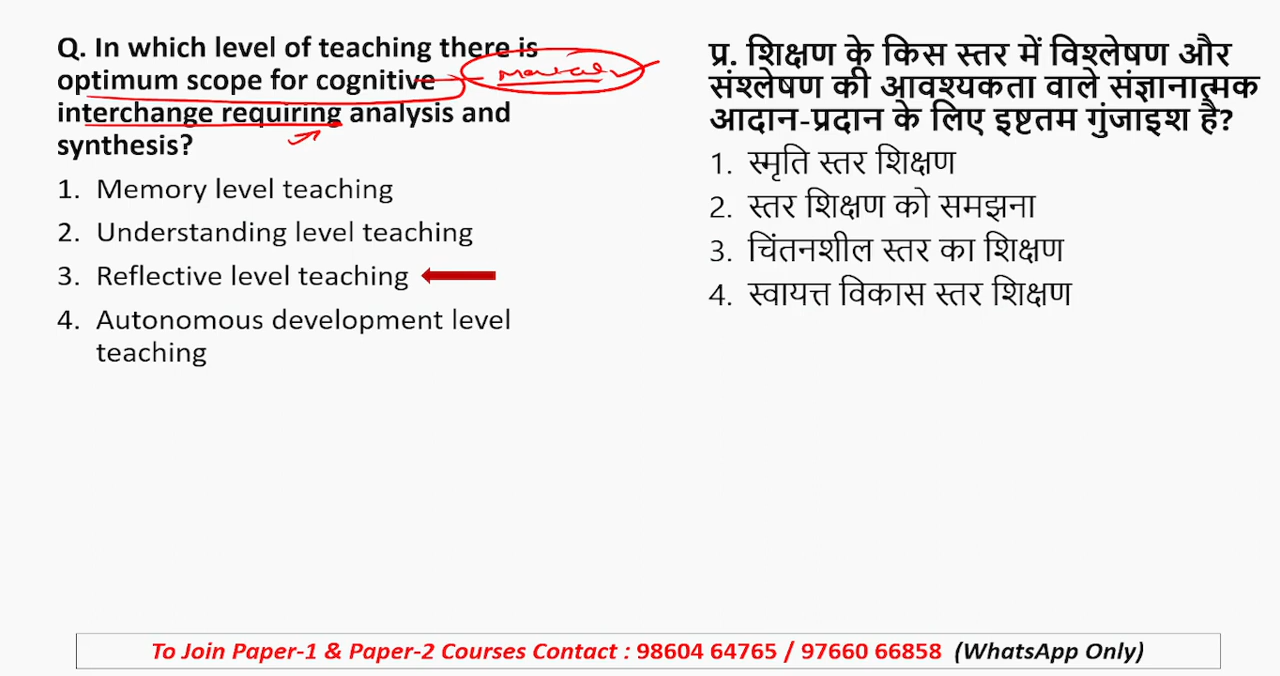 Q. In which level of teaching there is
optimum scope for cognitive
interchange requiring analysis and
synthesis?
1. Memory level teaching
2. Understanding level teaching
3. Reflective level teaching
4. Autonomous development level
teaching
प्र. शिक्षण के किस स्तर में विश्लेषण और
संश्लेषण की आवश्यकता वाले संज्ञानात्मक
आदान-प्रदान के लिए इष्टतम गुंजाइश है?
1. स्मृति स्तर शिक्षण
2. स्तर शिक्षण को समझना
3. चिंतनशील स्तर का शिक्षण
4. स्वायत्त विकास स्तर शिक्षण
To Join Paper-1 & Paper-2 Courses Contact : 98604 64765 / 97660 66858 (WhatsApp Only)